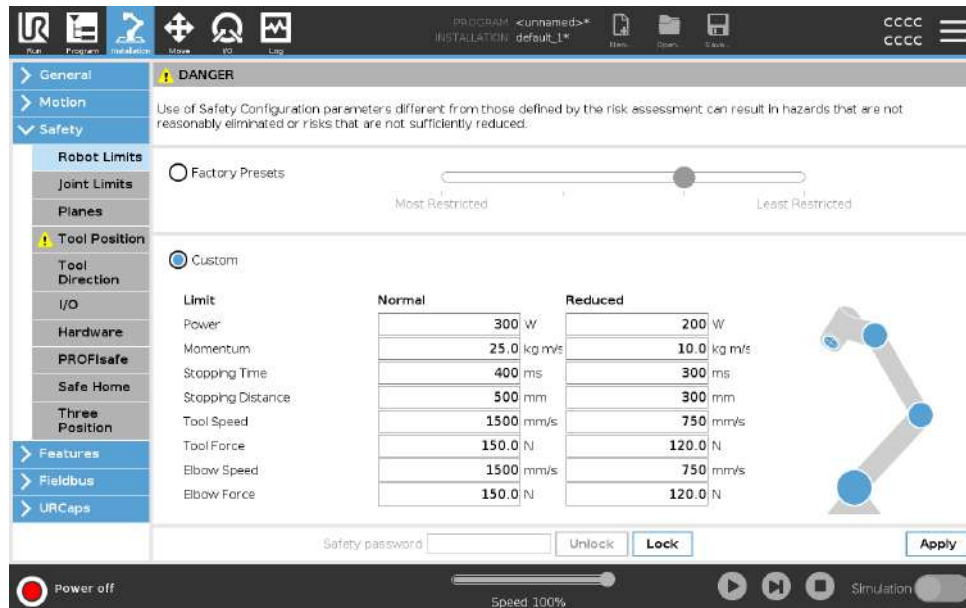 UR
PROGRAM <unnamed>*
INSTALLATION default_1*
CCCC
CCCC
Run Program Installation Move I/O Log New... Open... Save...
General
Motion
Safety
Robot Limits
Joint Limits
Planes
Tool Position
Tool
Direction
I/O
Hardware
PROFIsafe
Safe Home
Three
Position
Features
Fieldbus
URCaps
DANGER
Use of Safety Configuration parameters different from those defined by the risk assessment can result in hazards that are not
reasonably eliminated or risks that are not sufficiently reduced.
Factory Presets
Most Restricted Least Restricted
Custom
Limit Normal Reduced
Power 300 W 200 W
Momentum 25.0 kg m/s 10.0 kg m/s
Stopping Time 400 ms 300 ms
Stopping Distance 500 mm 300 mm
Tool Speed 1500 mm/s 750 mm/s
Tool Force 150.0 N 120.0 N
Elbow Speed 1500 mm/s 750 mm/s
Elbow Force 150.0 N 120.0 N
Safety password Unlock Lock Apply
Power off
Speed 100%
Simulation